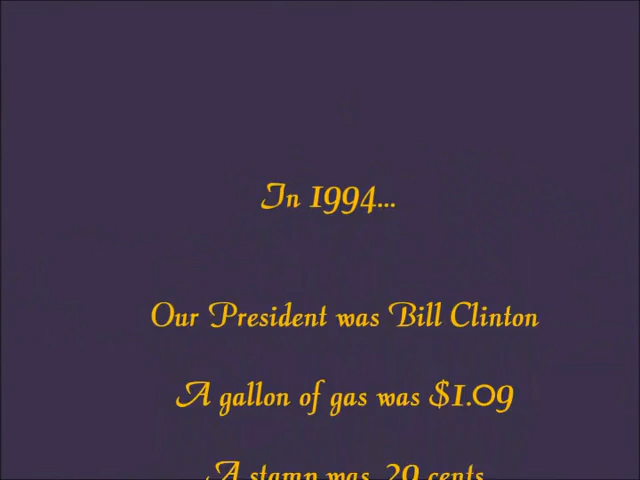 In 1994...
Our President was Bill Clinton
A gallon of gas was $1.09
A stamp was .29 cents